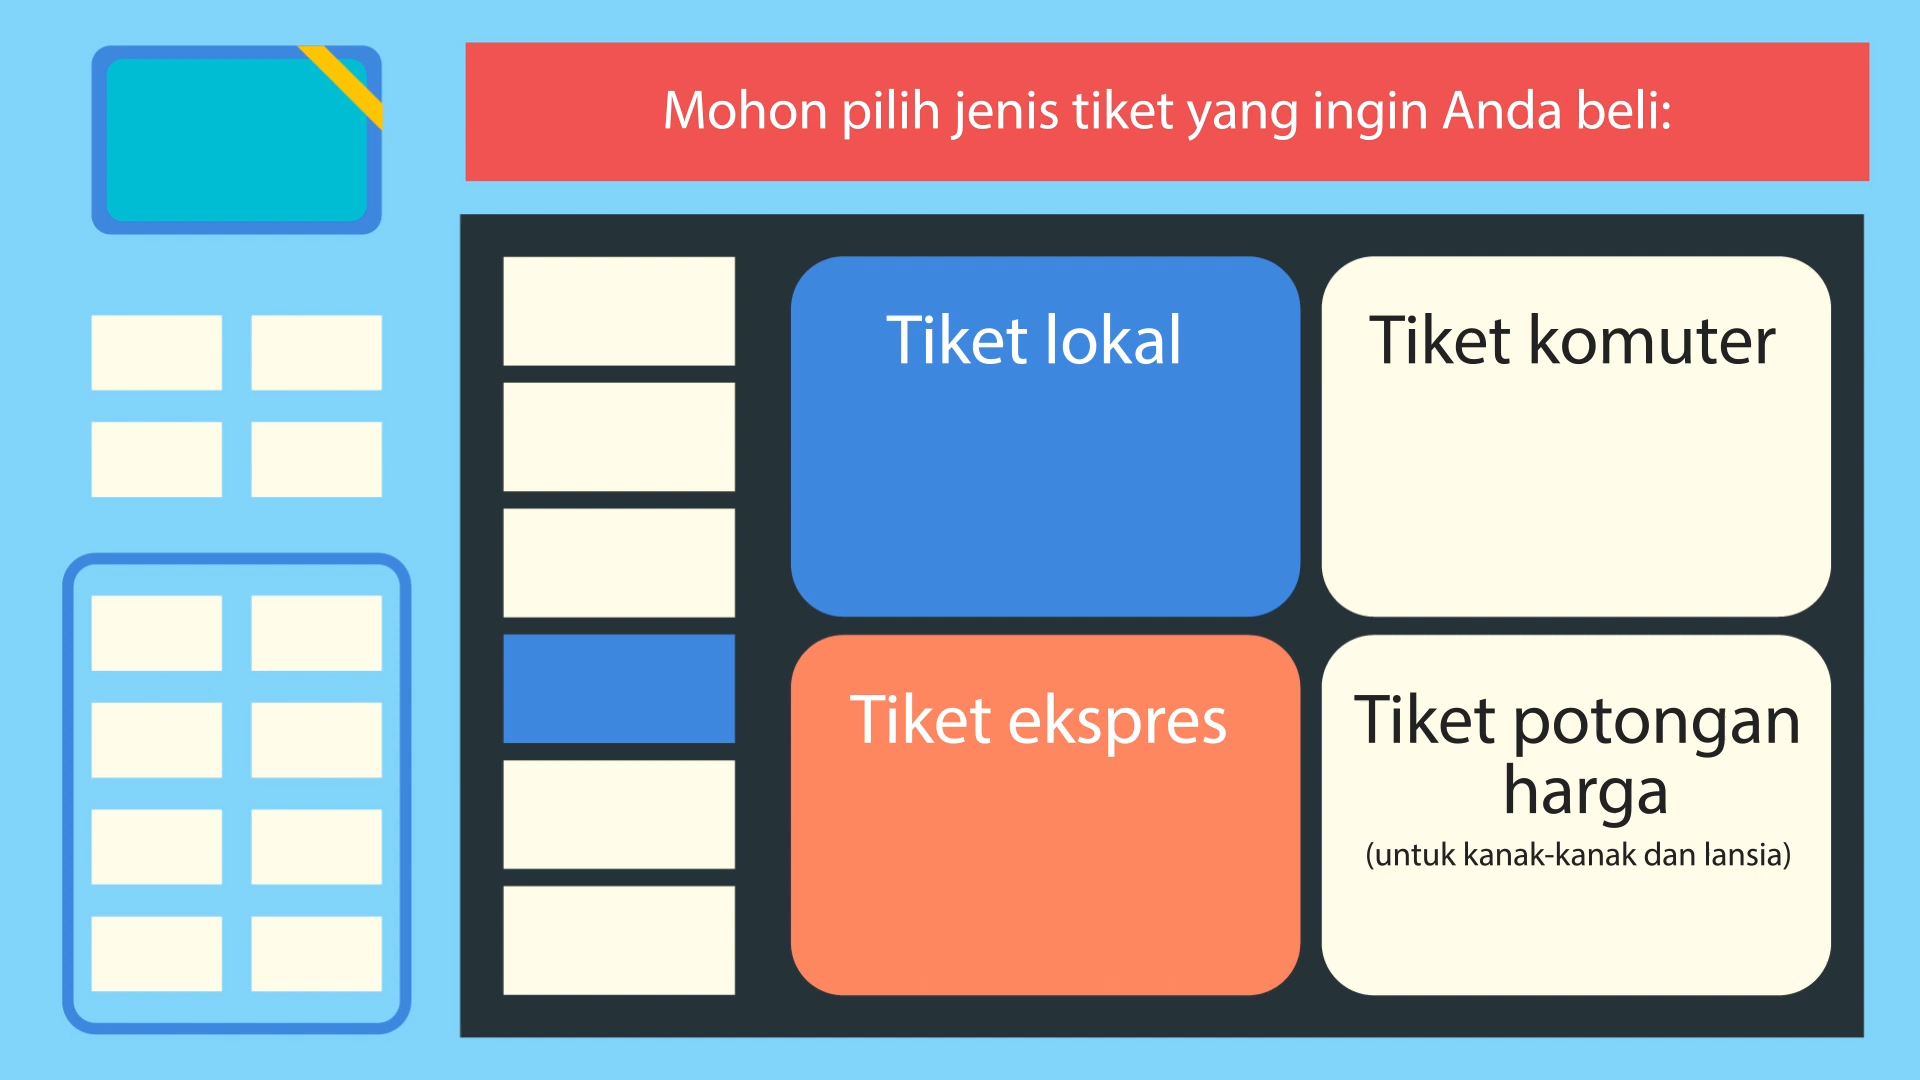 Mohon pilih jenis tiket yang ingin Anda beli:
Tiket lokal
Tiket komuter
Tiket ekspres
Tiket potongan
harga
(untuk kanak-kanak dan lansia)